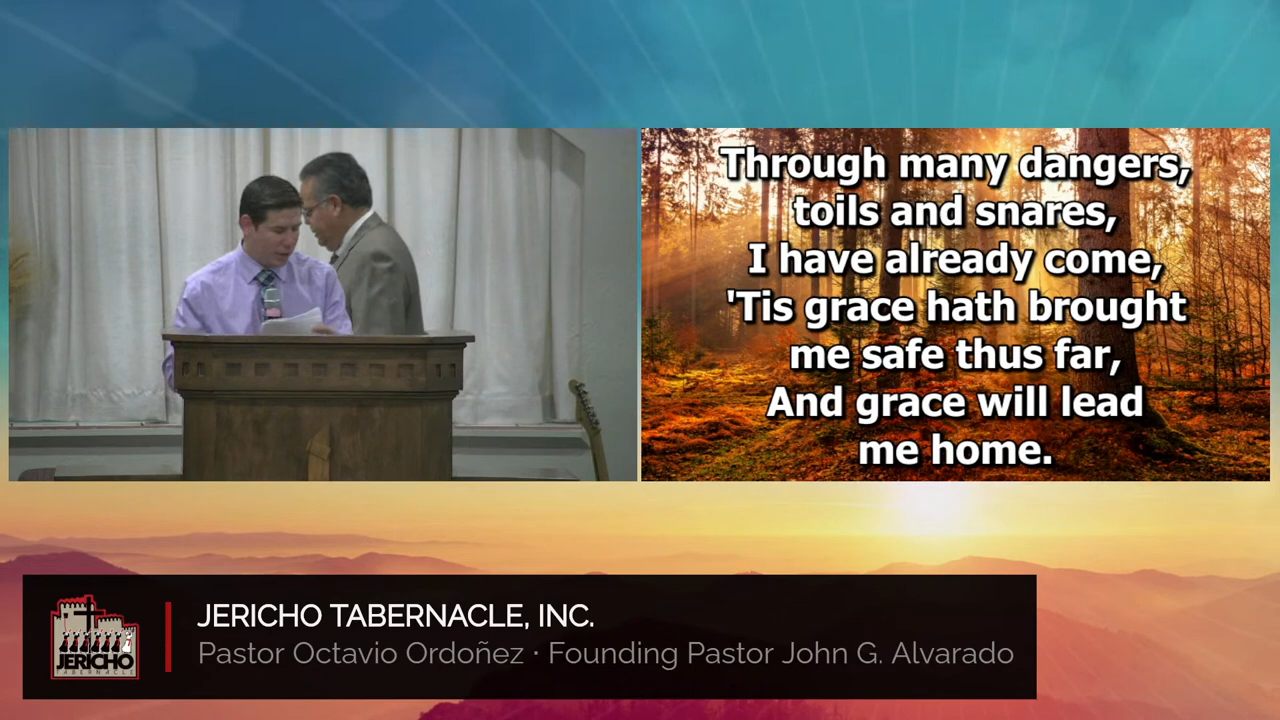 Through many dangers,
toils and snares,
I have already come,
'Tis grace hath brought
me safe thus far,
And grace will lead
me home.
JERICHO TABERNACLE, INC.
Pastor Octavio Ordoñez · Founding Pastor John G. Alvarado
JERICHO
TABERNACLE